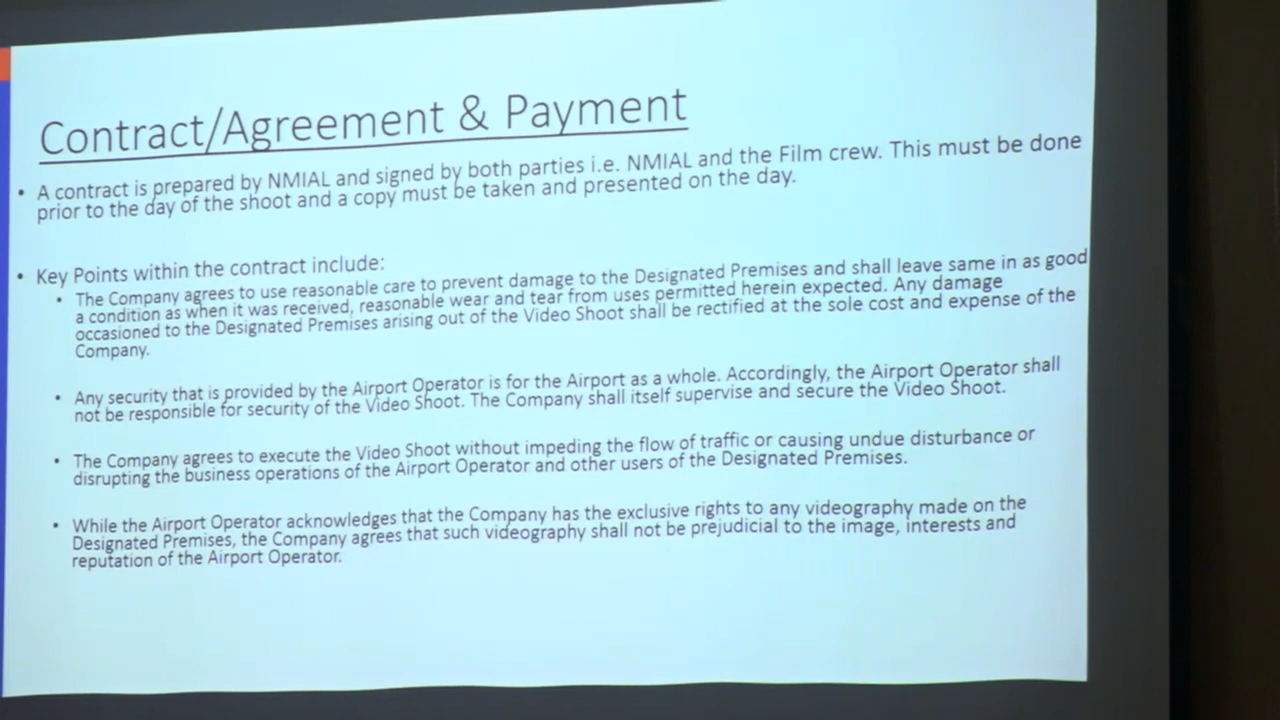 Contract/Agreement & Payment
• A contract is prepared by NMIAL and signed by both parties i.e. NMIAL and the Film crew. This must be done
prior to the day of the shoot and a copy must be taken and presented on the day.
• Key Points within the contract include:
• The Company agrees to use reasonable care to prevent damage to the Designated Premises and shall leave same in as good
a condition as when it was received, reasonable wear and tear from uses permitted herein expected. Any damage
occasioned to the Designated Premises arising out of the Video Shoot shall be rectified at the sole cost and expense of the
Company.
• Any security that is provided by the Airport Operator is for the Airport as a whole. Accordingly, the Airport Operator shall
not be responsible for security of the Video Shoot. The Company shall itself supervise and secure the Video Shoot.
• The Company agrees to execute the Video Shoot without impeding the flow of traffic or causing undue disturbance or
disrupting the business operations of the Airport Operator and other users of the Designated Premises.
• While the Airport Operator acknowledges that the Company has the exclusive rights to any videography made on the
Designated Premises, the Company agrees that such videography shall not be prejudicial to the image, interests and
reputation of the Airport Operator.